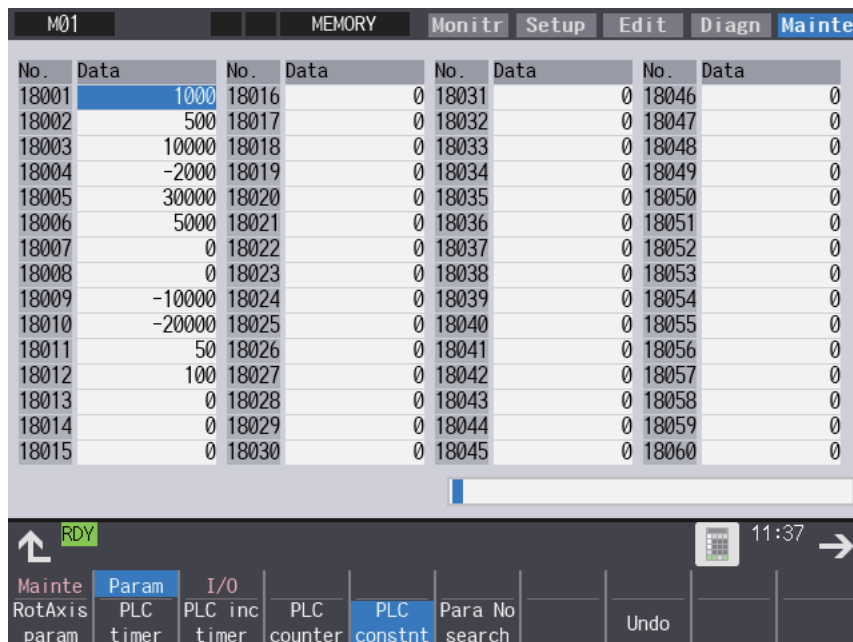 M01 MEMORY Monitr Setup Edit Diagn Mainte
No. Data No. Data No. Data No. Data
18001 1000 18016 0 18031 0 18046 0
18002 500 18017 0 18032 0 18047 0
18003 10000 18018 0 18033 0 18048 0
18004 -2000 18019 0 18034 0 18049 0
18005 30000 18020 0 18035 0 18050 0
18006 5000 18021 0 18036 0 18051 0
18007 0 18022 0 18037 0 18052 0
18008 0 18023 0 18038 0 18053 0
18009 -10000 18024 0 18039 0 18054 0
18010 -20000 18025 0 18040 0 18055 0
18011 50 18026 0 18041 0 18056 0
18012 100 18027 0 18042 0 18057 0
18013 0 18028 0 18043 0 18058 0
18014 0 18029 0 18044 0 18059 0
18015 0 18030 0 18045 0 18060 0
RDY 11:37
Mainte Param I/O
RotAxis PLC PLC inc PLC PLC Para No Undo
param timer timer counter constnt search